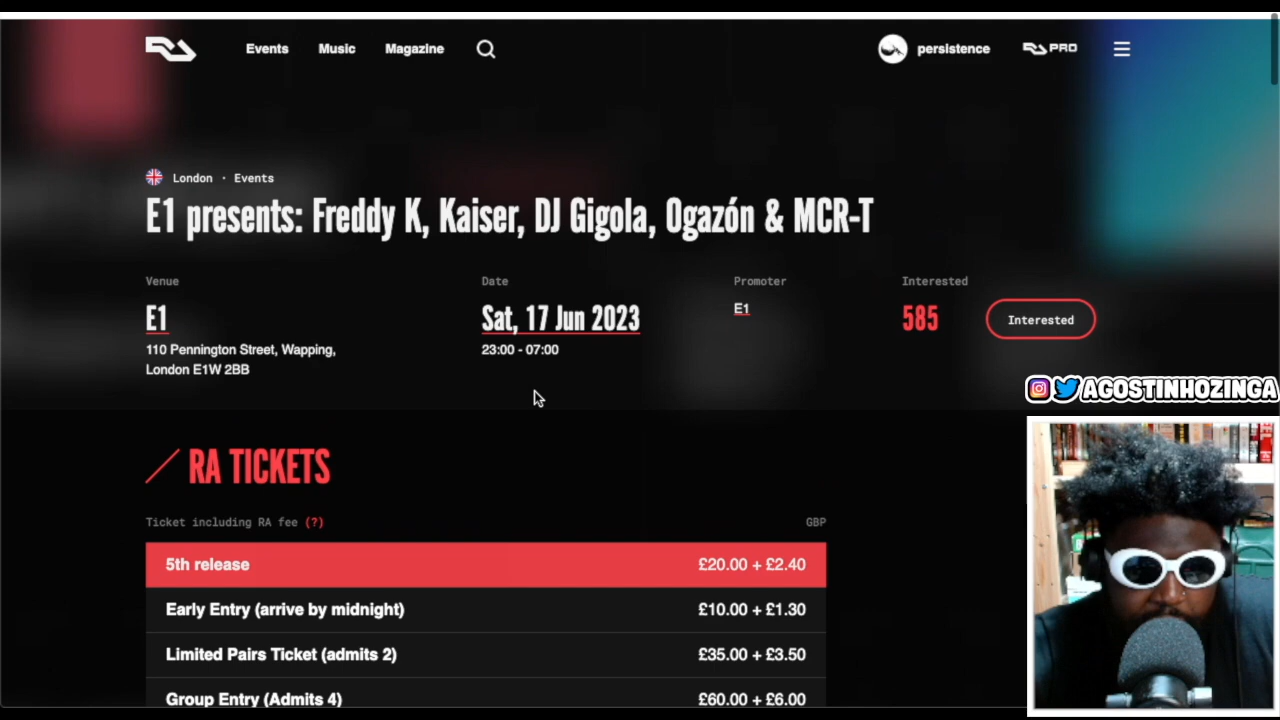 Events Music Magazine
persistence
RA PRO
London · Events
E1 presents: Freddy K, Kaiser, DJ Gigola, Ogazón & MCR-T
Venue
Date
Promoter
Interested
E1
Sat, 17 Jun 2023
E1
585
Interested
110 Pennington Street, Wapping,
London E1W 2BB
23:00 - 07:00
AGOSTINHOZINGA
RA TICKETS
Ticket including RA fee (?)
GBP
5th release £20.00 + £2.40
Early Entry (arrive by midnight) £10.00 + £1.30
Limited Pairs Ticket (admits 2) £35.00 + £3.50
Group Entry (Admits 4) £60.00 + £6.00